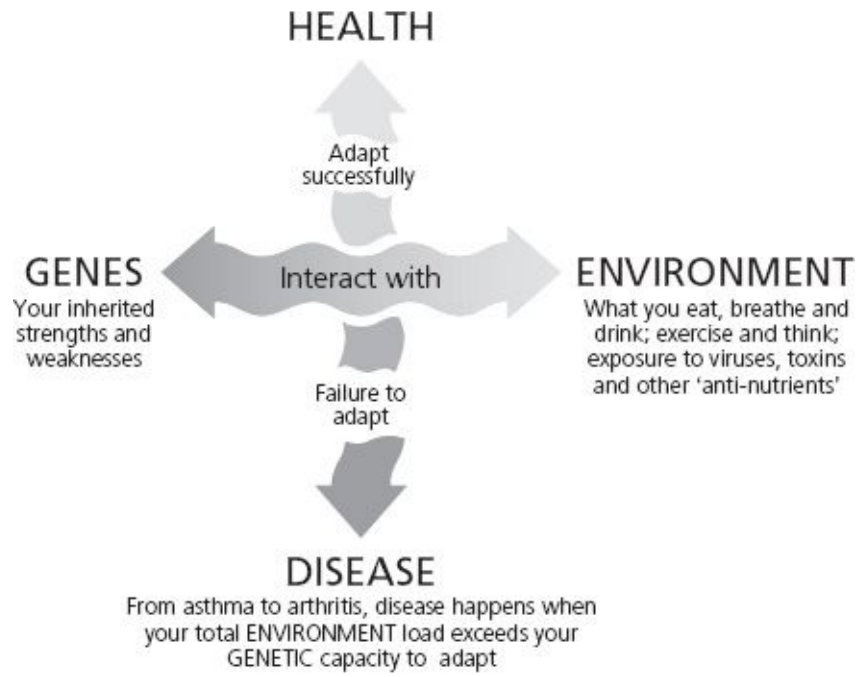 HEALTH
Adapt
successfully
GENES
Your inherited
strengths and
weaknesses
Interact with
ENVIRONMENT
What you eat, breathe and
drink; exercise and think;
exposure to viruses, toxins
and other ‘anti-nutrients’
Failure to
adapt
DISEASE
From asthma to arthritis, disease happens when
your total ENVIRONMENT load exceeds your
GENETIC capacity to adapt